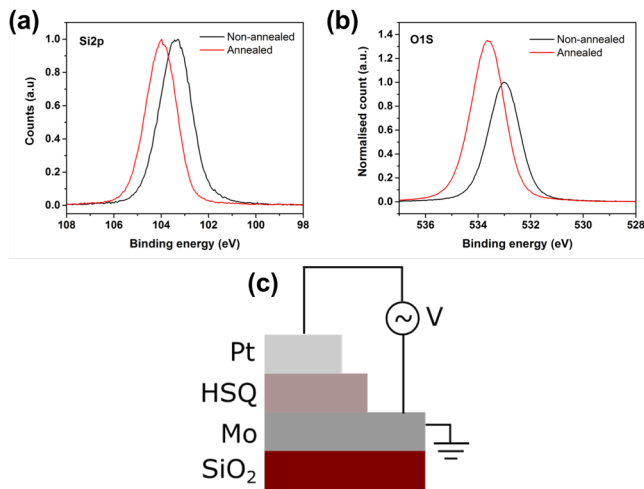 (a)
Si2p
Non-annealed
Annealed
1.0
0.8
0.6
0.4
0.2
0.0
Counts (a.u)
108 106 104 102 100 98
Binding energy (eV)
(b)
O1S
Non-annealed
Annealed
1.4
1.2
1.0
0.8
0.6
0.4
0.2
0.0
Normalised count (a.u.)
536 534 532 530 528
Binding energy (eV)
(c)
V
~
Pt
HSQ
Mo
SiO₂